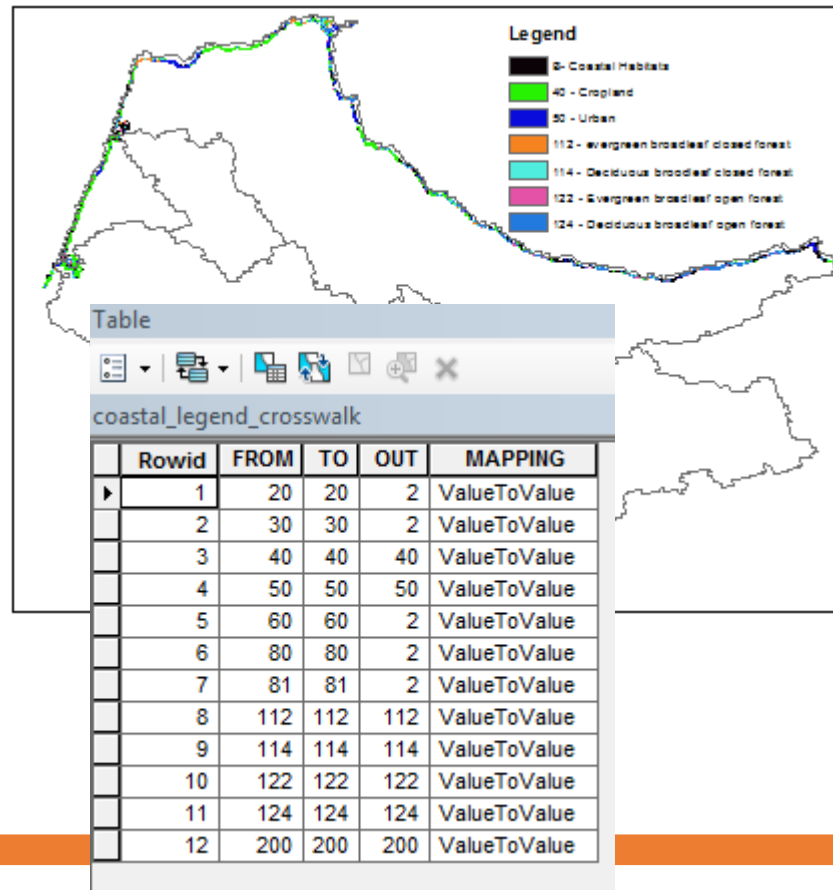 Legend
8- Coastal Habitats
40 - Cropland
50 - Urban
112 - evergreen broadleaf closed forest
114 - Deciduous broadleaf closed forest
122 - Evergreen broadleaf open forest
124 - Deciduous broadleaf open forest
Table
coastal_legend_crosswalk
Rowid FROM TO OUT MAPPING
1 20 20 2 ValueToValue
2 30 30 2 ValueToValue
3 40 40 40 ValueToValue
4 50 50 50 ValueToValue
5 60 60 2 ValueToValue
6 80 80 2 ValueToValue
7 81 81 2 ValueToValue
8 112 112 112 ValueToValue
9 114 114 114 ValueToValue
10 122 122 122 ValueToValue
11 124 124 124 ValueToValue
12 200 200 200 ValueToValue